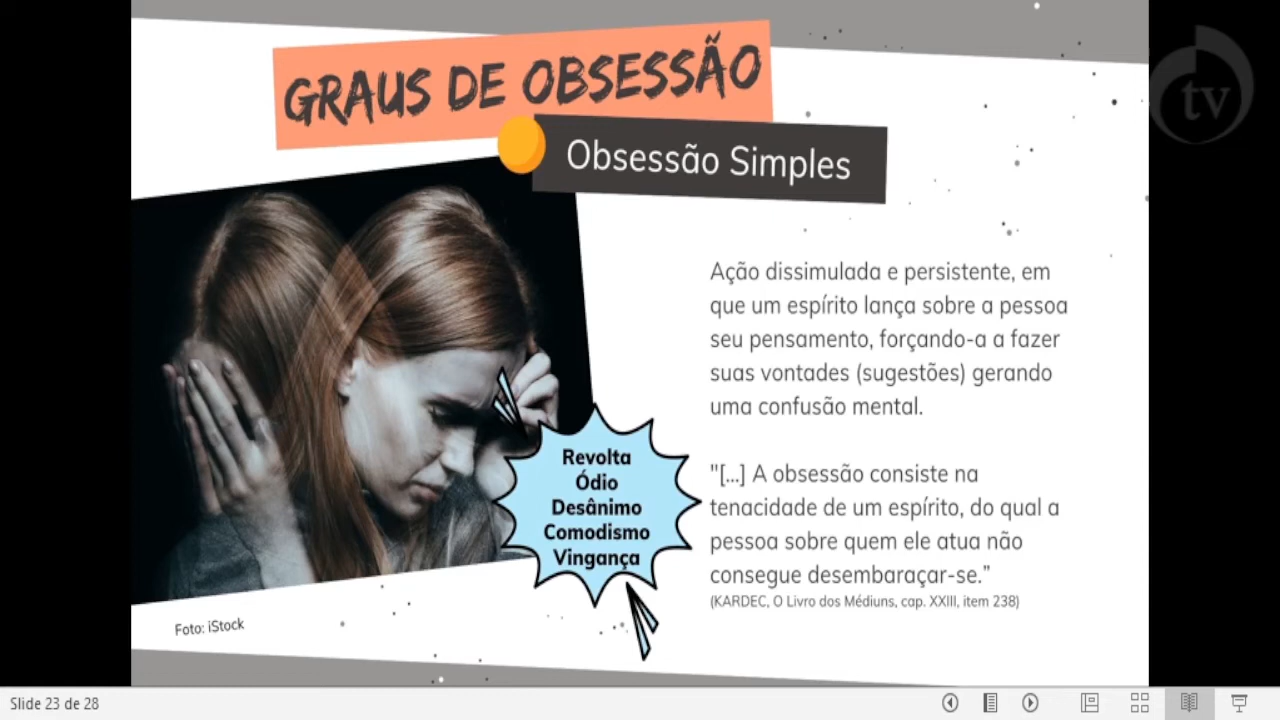 GRAUS DE OBSESSÃO
Obsessão Simples
tv
Ação dissimulada e persistente, em
que um espírito lança sobre a pessoa
seu pensamento, forçando-a a fazer
suas vontades (sugestões) gerando
uma confusão mental.
"[...] A obsessão consiste na
tenacidade de um espírito, do qual a
pessoa sobre quem ele atua não
consegue desembaraçar-se.”
(KARDEC, O Livro dos Médiuns, cap. XXIII, item 238)
Revolta
Ódio
Desânimo
Comodismo
Vingança
Foto: iStock
Slide 23 de 28